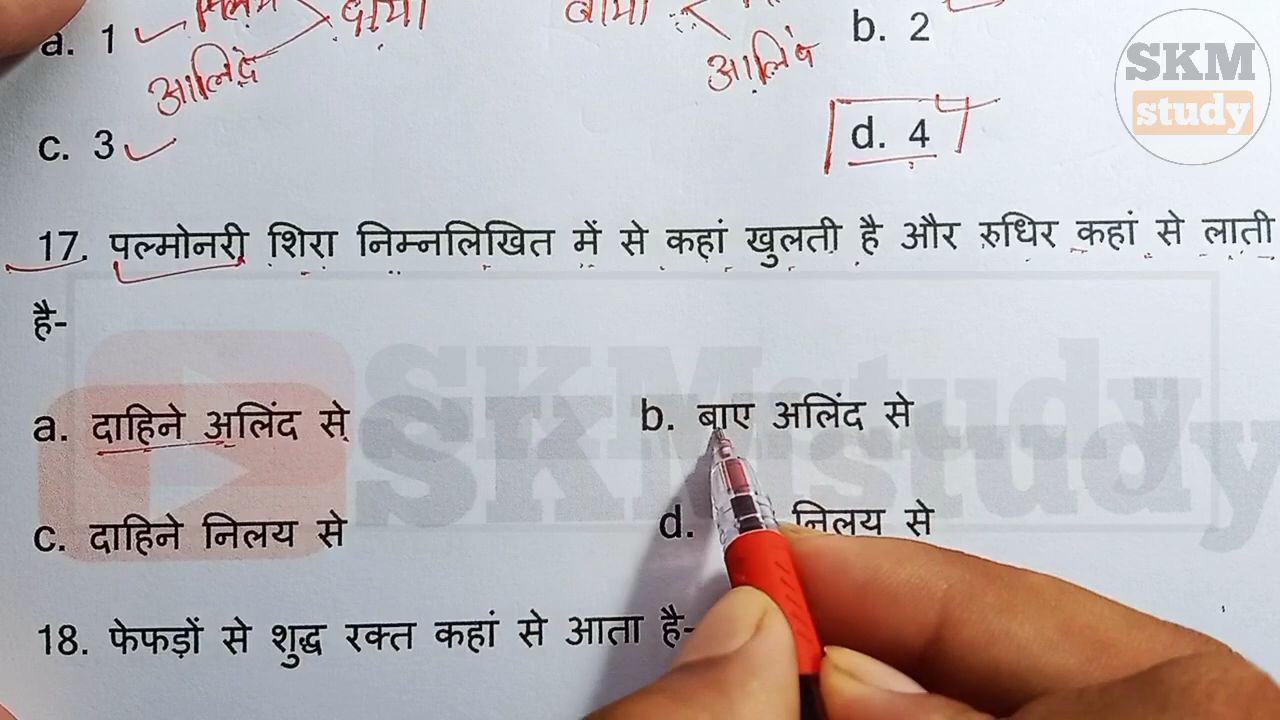 a. 1 दाया बाया b. 2
आलिंद आलिंद
c. 3 d. 4
SKM
study
17. पल्मोनरी शिरा निम्नलिखित में से कहां खुलती है और रुधिर कहां से लाती
है-
SKMstudy
SKMstudy
a. दाहिने अलिंद से b. बाए अलिंद से
c. दाहिने निलय से d. निलय से
18. फेफड़ों से शुद्ध रक्त कहां से आता है-